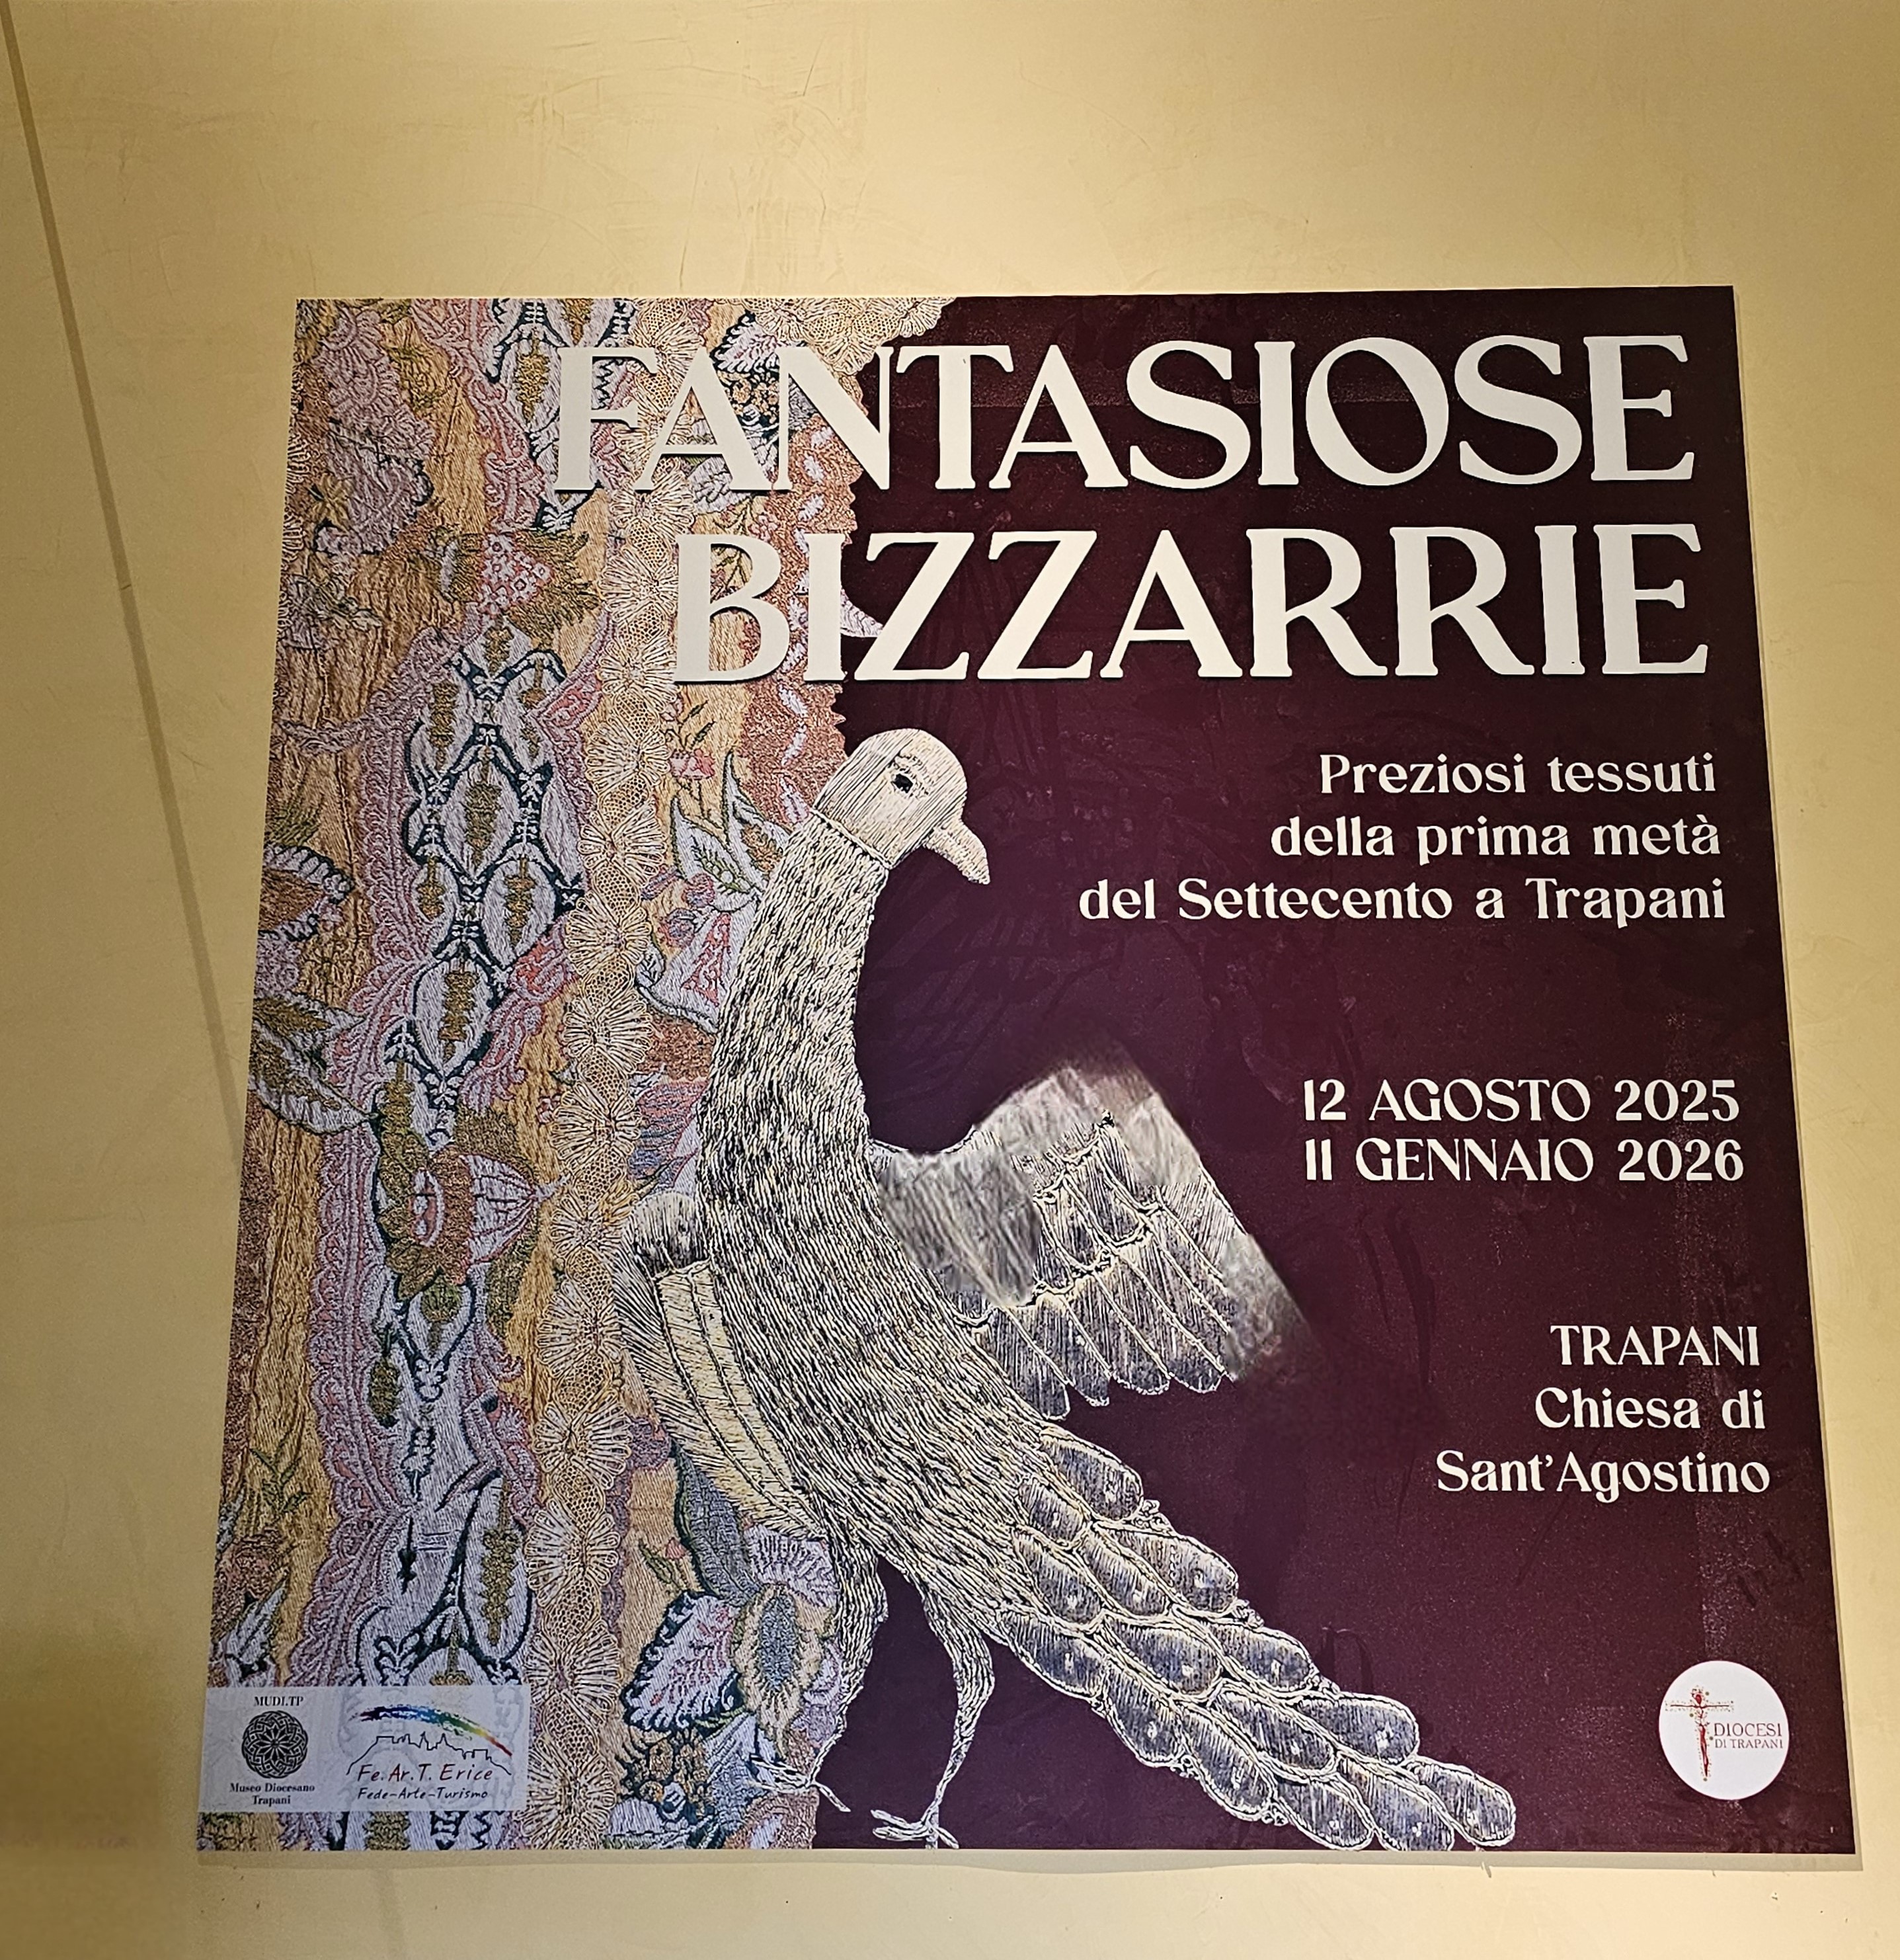 FANTASIOSE
BIZZARRIE
Preziosi tessuti
della prima metà
del Settecento a Trapani
12 AGOSTO 2025
11 GENNAIO 2026
TRAPANI
Chiesa di
Sant'Agostino
MUDI.TP
Museo Diocesano
Trapani
Fe.Ar.T. Erice
Fede-Arte-Turismo
DIOCESI
DI TRAPANI